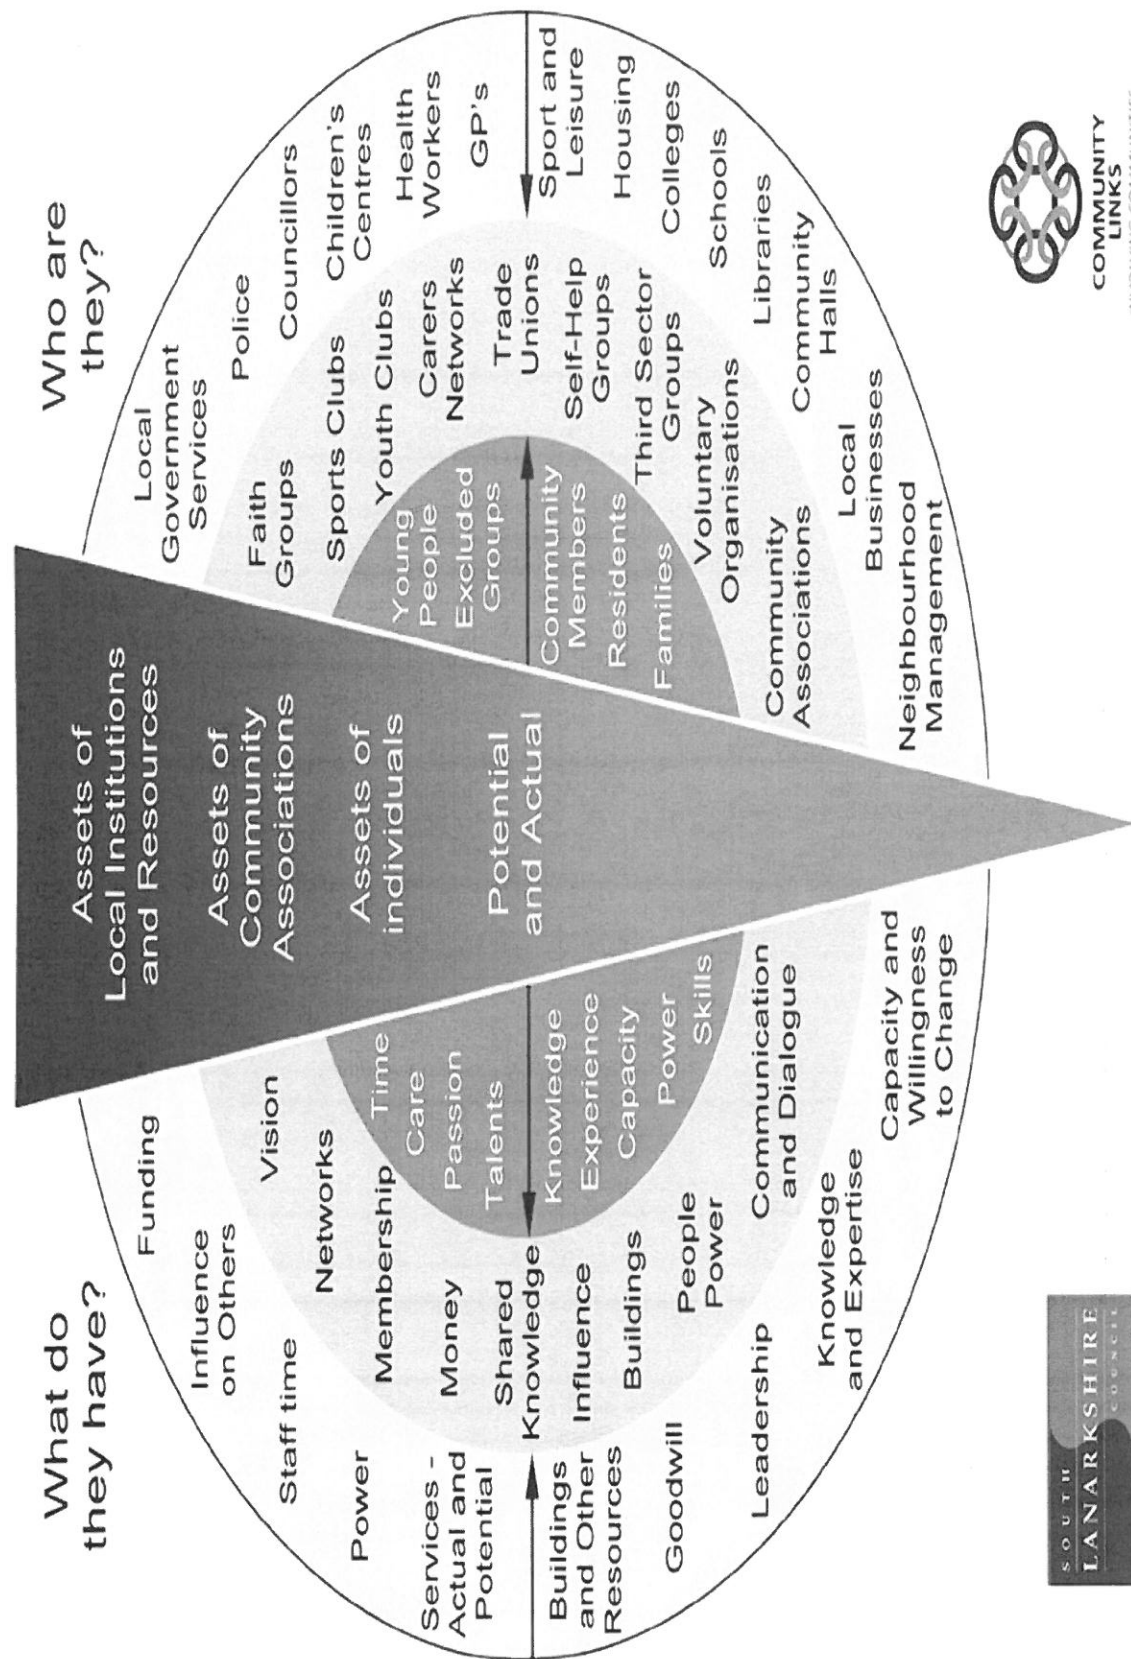 What do
they have?
Who are
they?
Assets of
Local Institutions
and Resources
Assets of
Community
Associations
Assets of
individuals
Potential
and Actual
Funding
Influence
on Others
Staff time
Power
Services -
Actual and
Potential
Buildings
and Other
Resources
Goodwill
Leadership
Knowledge
and Expertise
Capacity and
Willingness
to Change
Vision
Networks
Membership
Money
Shared
Knowledge
Influence
Buildings
People
Power
Communication
and Dialogue
Time
Care
Passion
Talents
Knowledge
Experience
Capacity
Power
Skills
Young
People
Excluded
Groups
Community
Members
Residents
Families
Faith
Groups
Sports Clubs
Youth Clubs
Carers
Networks
Trade
Unions
Self-Help
Groups
Third Sector
Groups
Voluntary
Organisations
Community
Associations
Local
Government
Services
Police
Councillors
Children's
Centres
Health
Workers
GP's
Sport and
Leisure
Housing
Colleges
Schools
Libraries
Community
Halls
Local
Businesses
Neighbourhood
Management
SOUTH
LANARKSHIRE
COUNCIL
COMMUNITY
LINKS